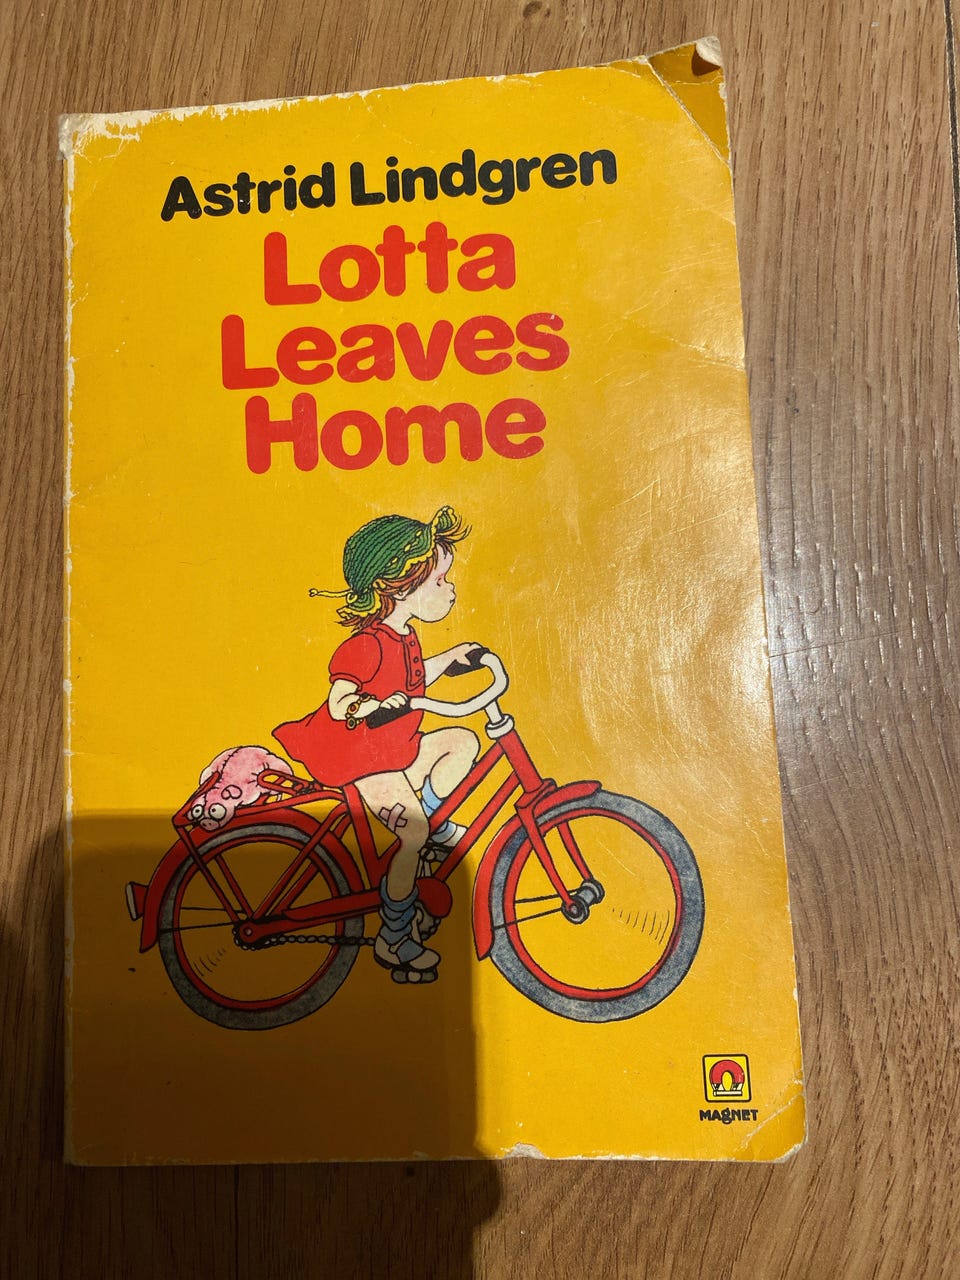 Astrid Lindgren
Lotta
Leaves
Home
MAGNET